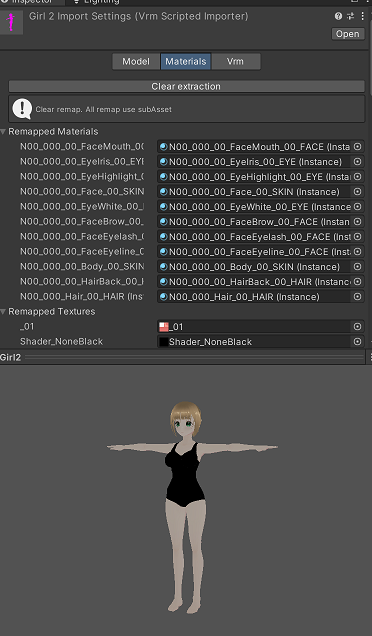 Inspector
Lighting
Girl 2 Import Settings (Vrm Scripted Importer)
Open
Model Materials Vrm
Clear extraction
Clear remap. All remap use subAsset
Remapped Materials
N00_000_00_FaceMouth_00 N00_000_00_FaceMouth_00_FACE (Insta
N00_000_00_EyeIris_00_EYE N00_000_00_EyeIris_00_EYE (Instance)
N00_000_00_EyeHighlight_0 N00_000_00_EyeHighlight_00_EYE (Instan
N00_000_00_Face_00_SKIN N00_000_00_Face_00_SKIN (Instance)
N00_000_00_EyeWhite_00_ N00_000_00_EyeWhite_00_EYE (Instance
N00_000_00_FaceBrow_00_ N00_000_00_FaceBrow_00_FACE (Instan
N00_000_00_FaceEyelash_0 N00_000_00_FaceEyelash_00_FACE (Inst
N00_000_00_FaceEyeline_0 N00_000_00_FaceEyeline_00_FACE (Inst
N00_000_00_Body_00_SKIN N00_000_00_Body_00_SKIN (Instance)
N00_000_00_HairBack_00_H N00_000_00_HairBack_00_HAIR (Instance
N00_000_Hair_00_HAIR (Ins N00_000_Hair_00_HAIR (Instance)
Remapped Textures
_01 _01
Shader_NoneBlack Shader_NoneBlack
Girl2